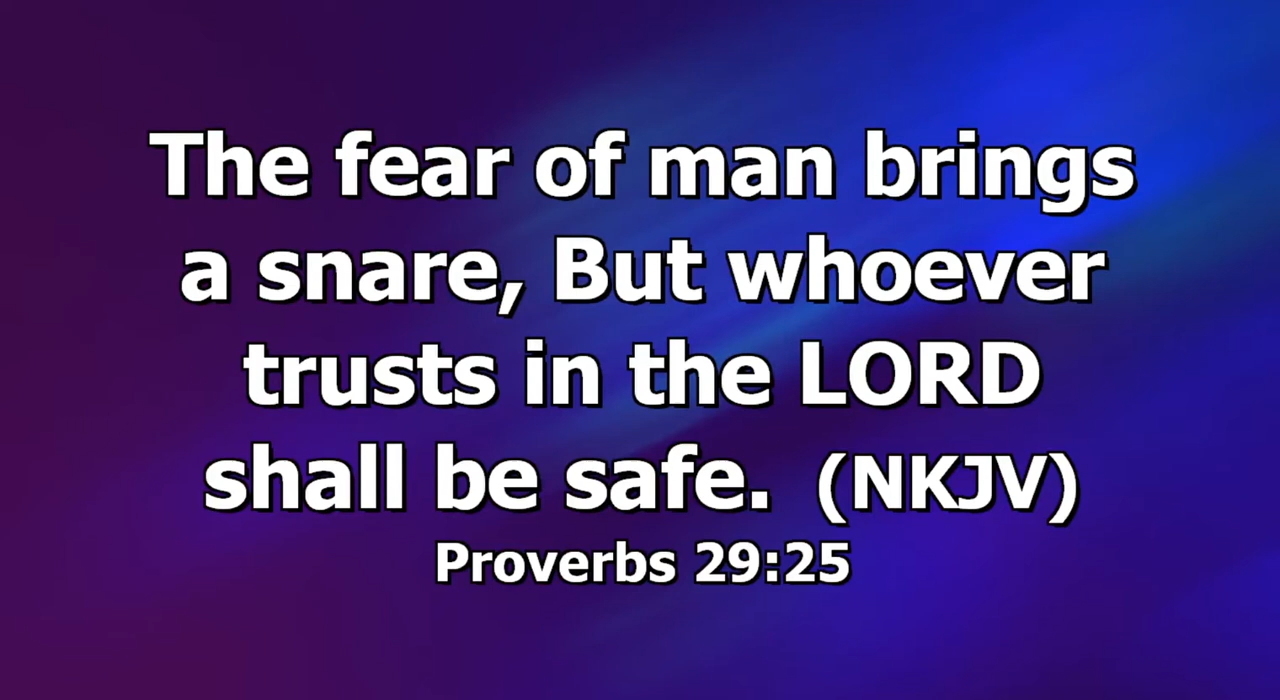 The fear of man brings
a snare, But whoever
trusts in the LORD
shall be safe. (NKJV)
Proverbs 29:25